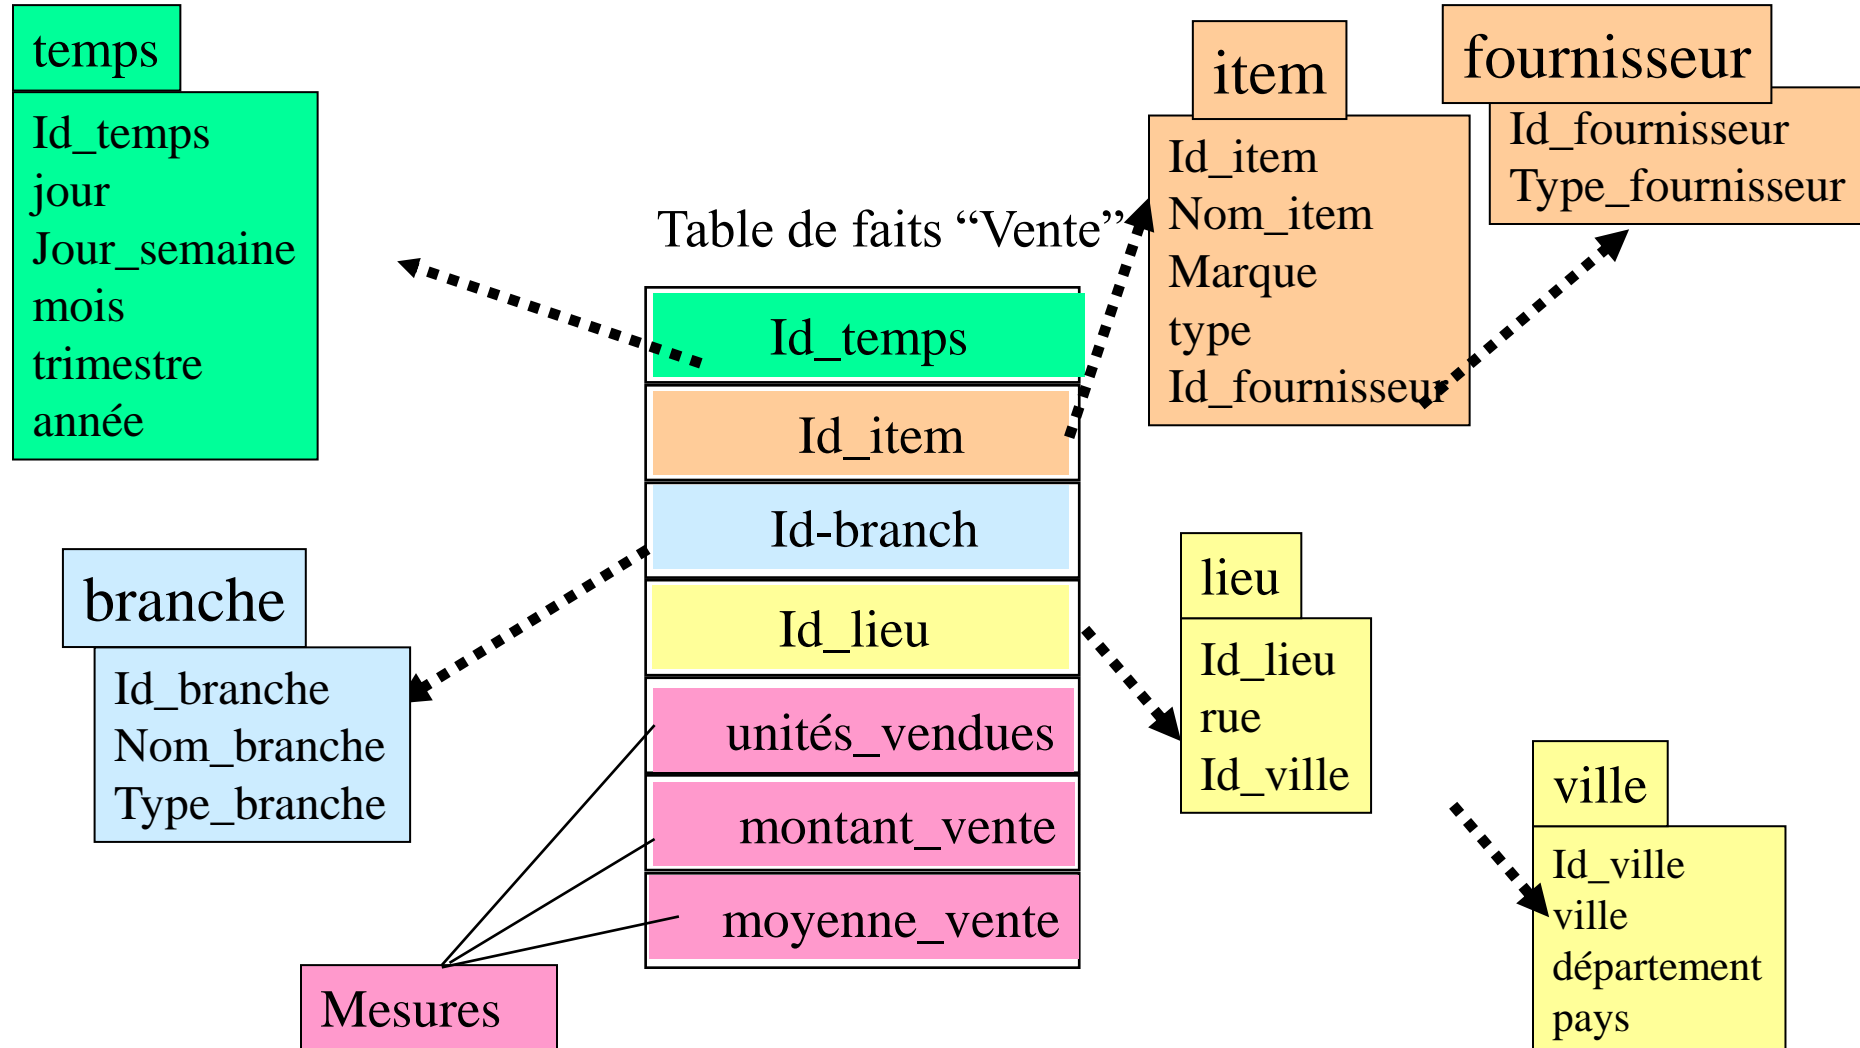 temps
Id_temps
jour
Jour_semaine
mois
trimestre
année
Table de faits “Vente”
Id_temps
Id_item
Id-branch
Id_lieu
unités_vendues
montant_vente
moyenne_vente
item
Id_item
Nom_item
Marque
type
Id_fournisseur
fournisseur
Id_fournisseur
Type_fournisseur
branche
Id_branche
Nom_branche
Type_branche
lieu
Id_lieu
rue
Id_ville
ville
Id_ville
ville
département
pays
Mesures